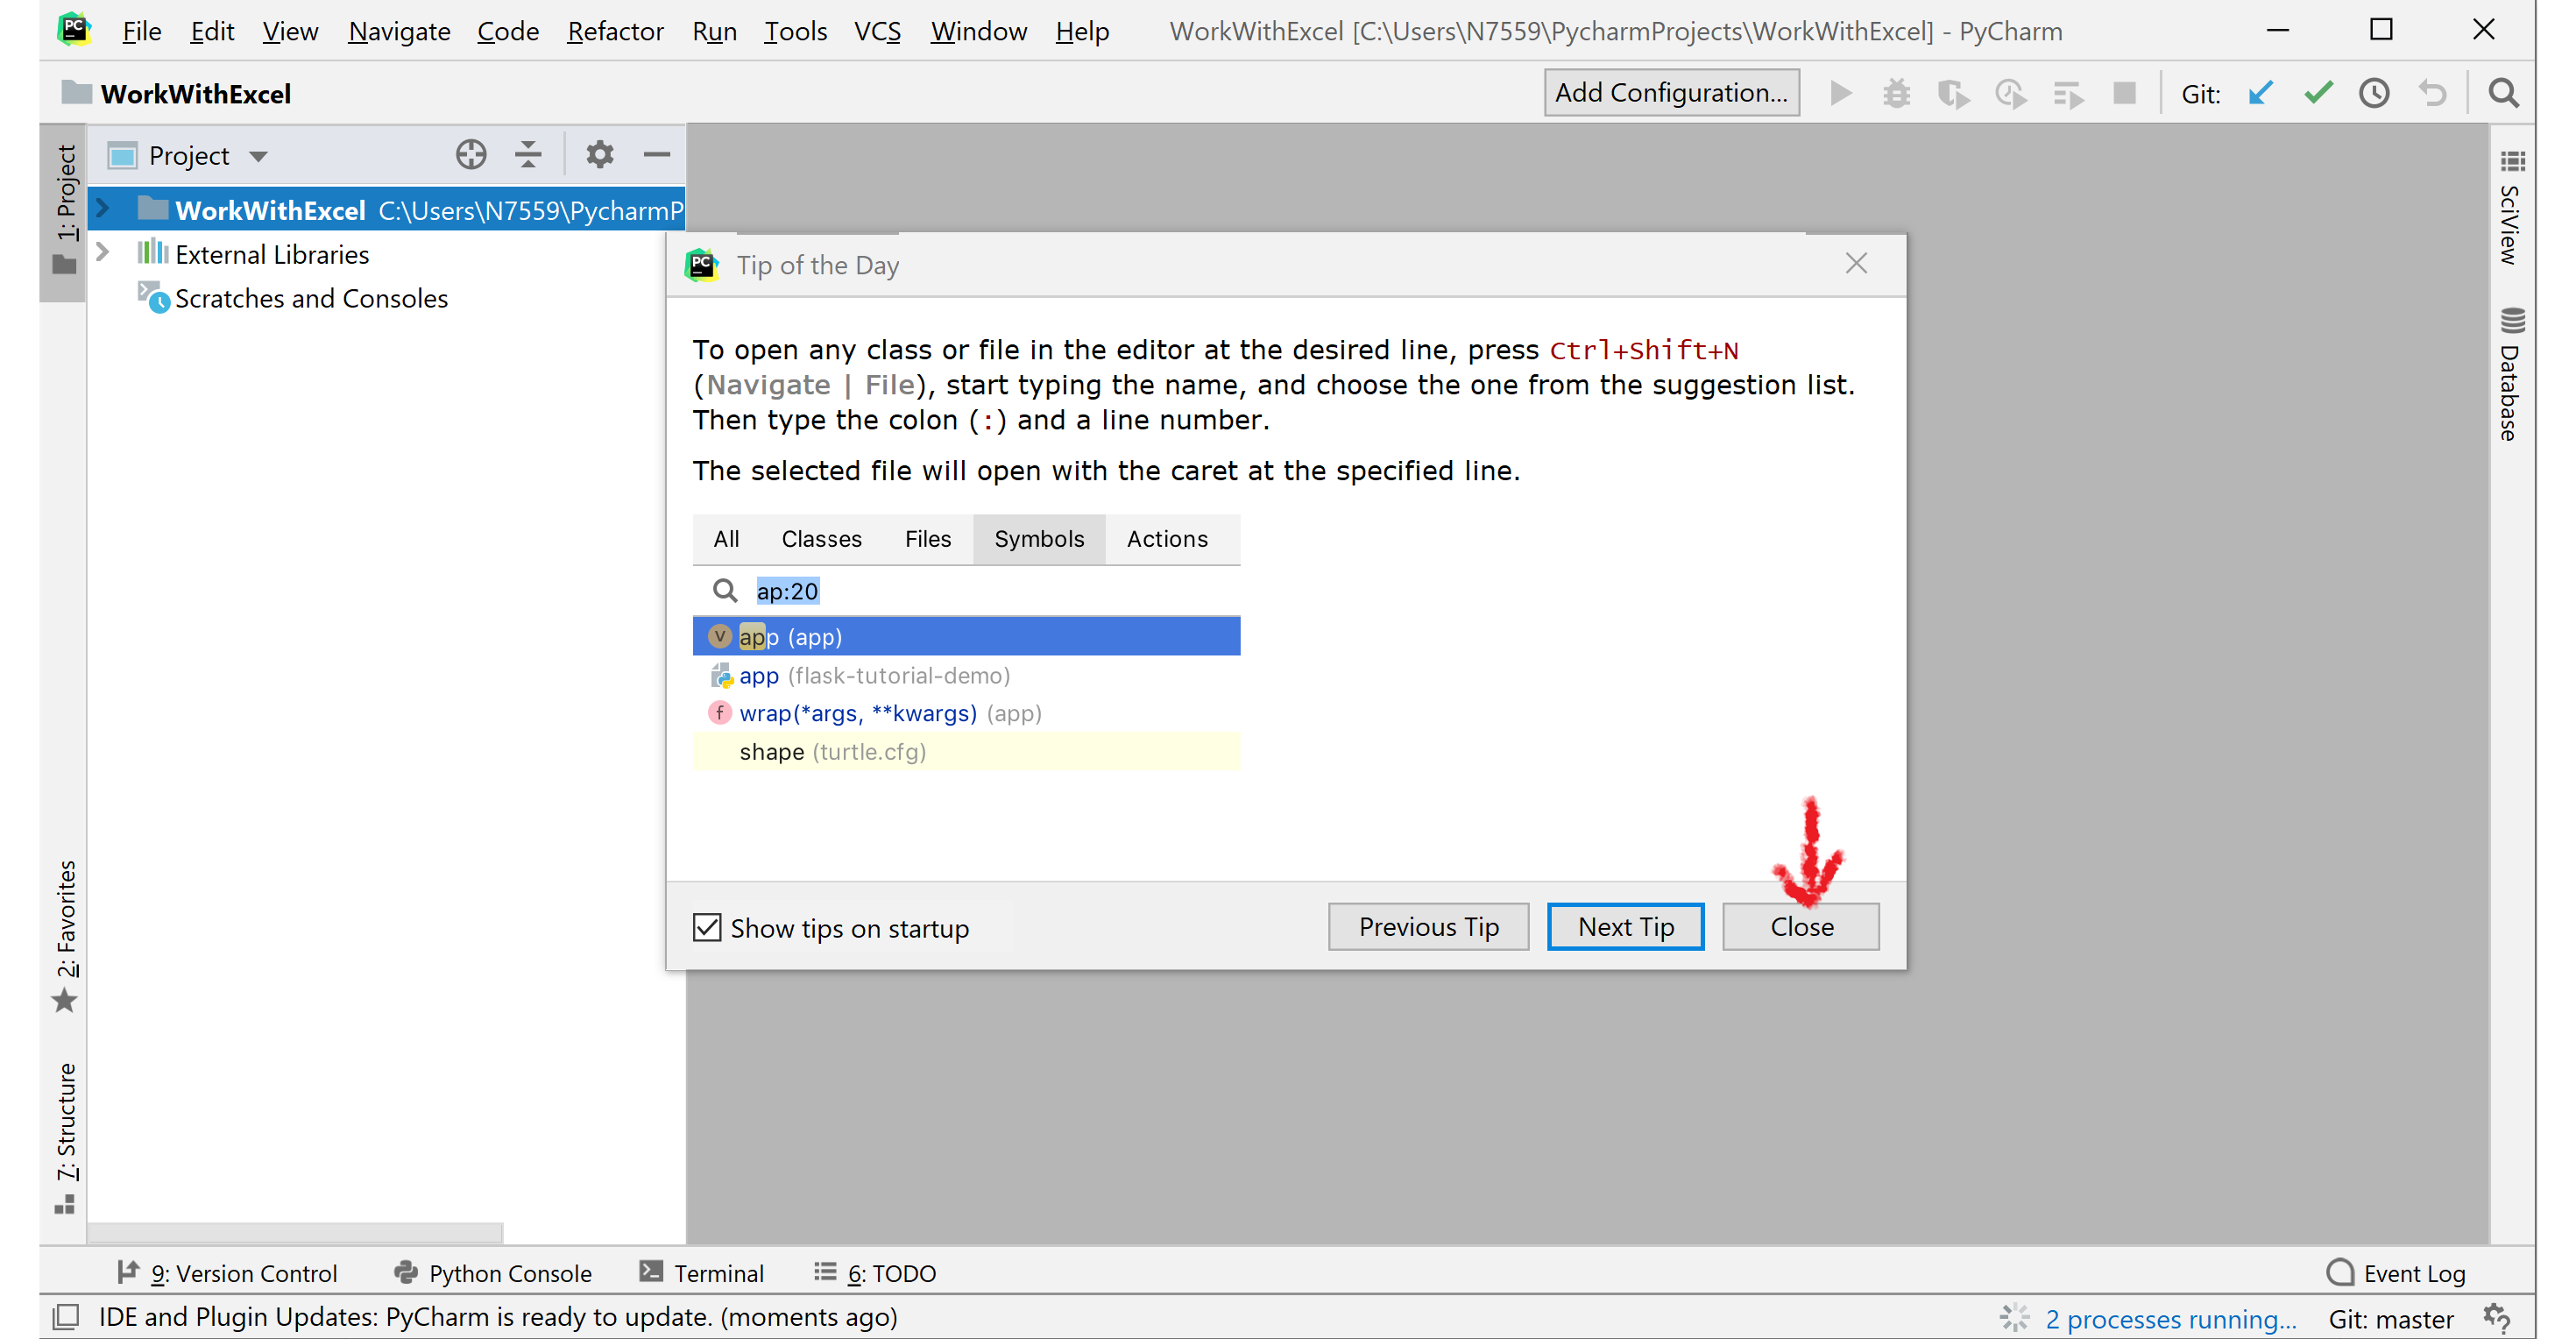 File Edit View Navigate Code Refactor Run Tools VCS Window Help WorkWithExcel [C:\Users\N7559\PycharmProjects\WorkWithExcel] - PyCharm
WorkWithExcel Add Configuration... Git:
1: Project
Project
WorkWithExcel C:\Users\N7559\PycharmP
External Libraries
Scratches and Consoles
SciView
Database
Tip of the Day
To open any class or file in the editor at the desired line, press Ctrl+Shift+N
(Navigate | File), start typing the name, and choose the one from the suggestion list.
Then type the colon (:) and a line number.
The selected file will open with the caret at the specified line.
All Classes Files Symbols Actions
ap:20
v app (app)
app (flask-tutorial-demo)
f wrap(*args, **kwargs) (app)
shape (turtle.cfg)
Show tips on startup Previous Tip Next Tip Close
2: Favorites
7: Structure
9: Version Control Python Console Terminal 6: TODO Event Log
IDE and Plugin Updates: PyCharm is ready to update. (moments ago) 2 processes running... Git: master